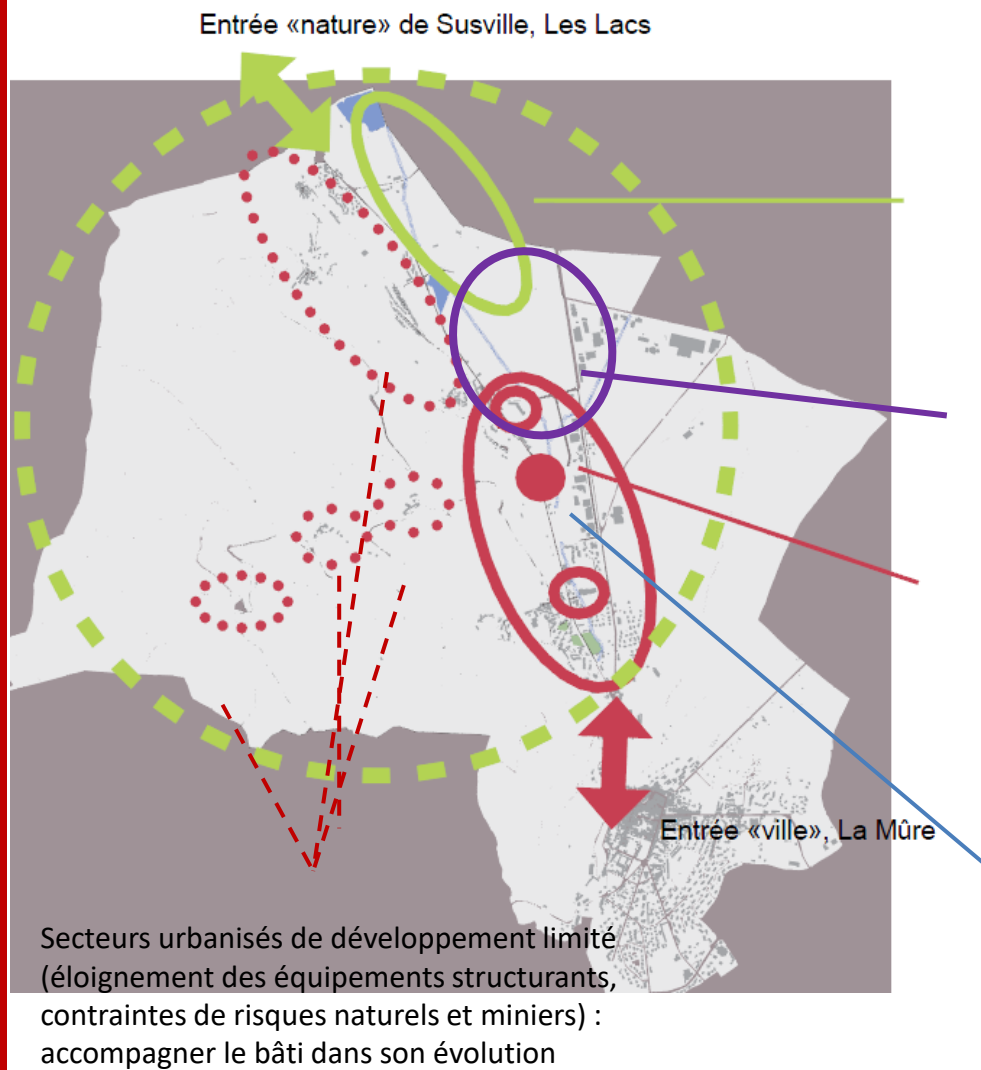 Entrée «nature» de Susville, Les Lacs
Entrée «ville», La Mûre
Secteurs urbanisés de développement limité
(éloignement des équipements structurants,
contraintes de risques naturels et miniers) :
accompagner le bâti dans son évolution